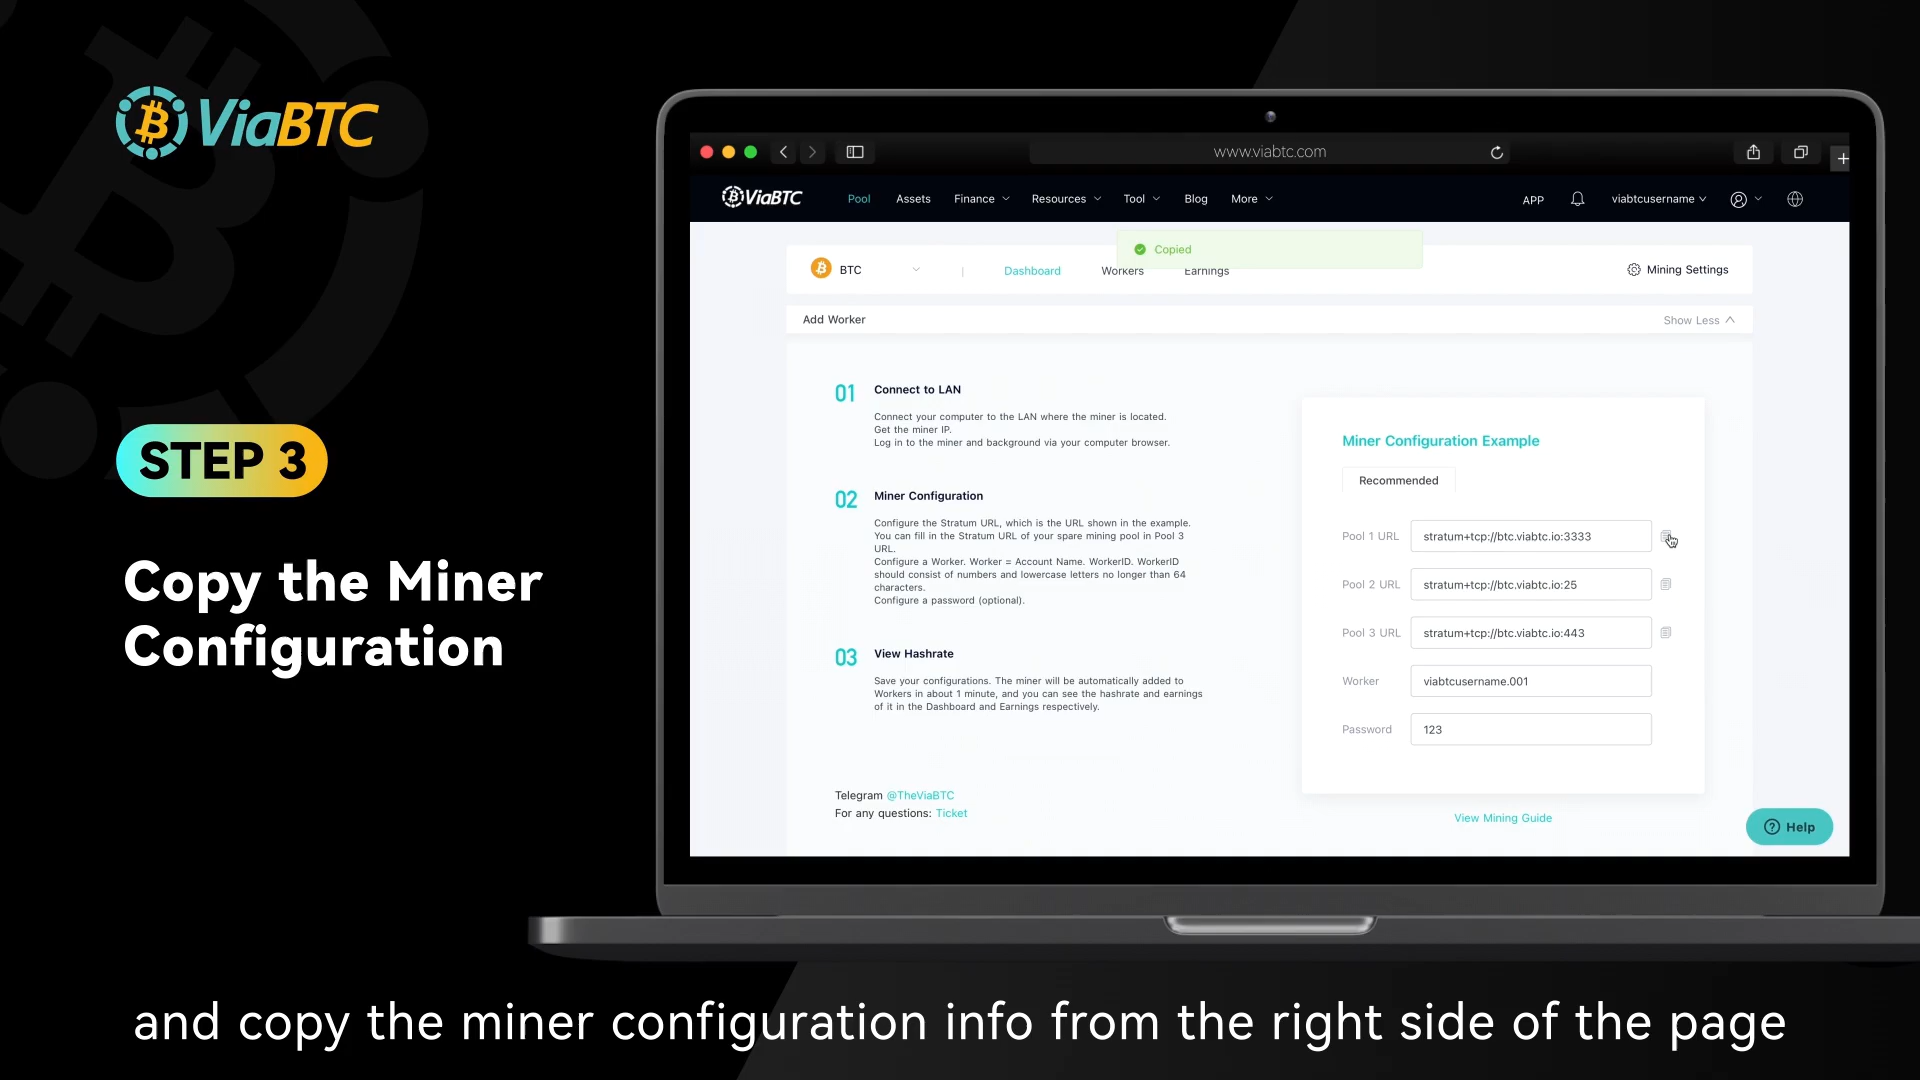 ViaBTC
STEP 3
Copy the Miner
Configuration
www.viabtc.com
ViaBTC
Pool
Assets
Finance
Resources
Tool
Blog
More
APP
viabtcusername
Copied
BTC
Dashboard
Workers
Earnings
Mining Settings
Add Worker
Show Less
01 Connect to LAN
Connect your computer to the LAN where the miner is located.
Get the miner IP.
Log in to the miner and background via your computer browser.
02 Miner Configuration
Configure the Stratum URL, which is the URL shown in the example.
You can fill in the Stratum URL of your spare mining pool in Pool 3
URL.
Configure a Worker. Worker = Account Name. WorkerID. WorkerID
should consist of numbers and lowercase letters no longer than 64
characters.
Configure a password (optional).
03 View Hashrate
Save your configurations. The miner will be automatically added to
Workers in about 1 minute, and you can see the hashrate and earnings
of it in the Dashboard and Earnings respectively.
Telegram @TheViaBTC
For any questions: Ticket
Miner Configuration Example
Recommended
Pool 1 URL stratum+tcp://btc.viabtc.io:3333
Pool 2 URL stratum+tcp://btc.viabtc.io:25
Pool 3 URL stratum+tcp://btc.viabtc.io:443
Worker viabtcusername.001
Password 123
View Mining Guide
Help
and copy the miner configuration info from the right side of the page